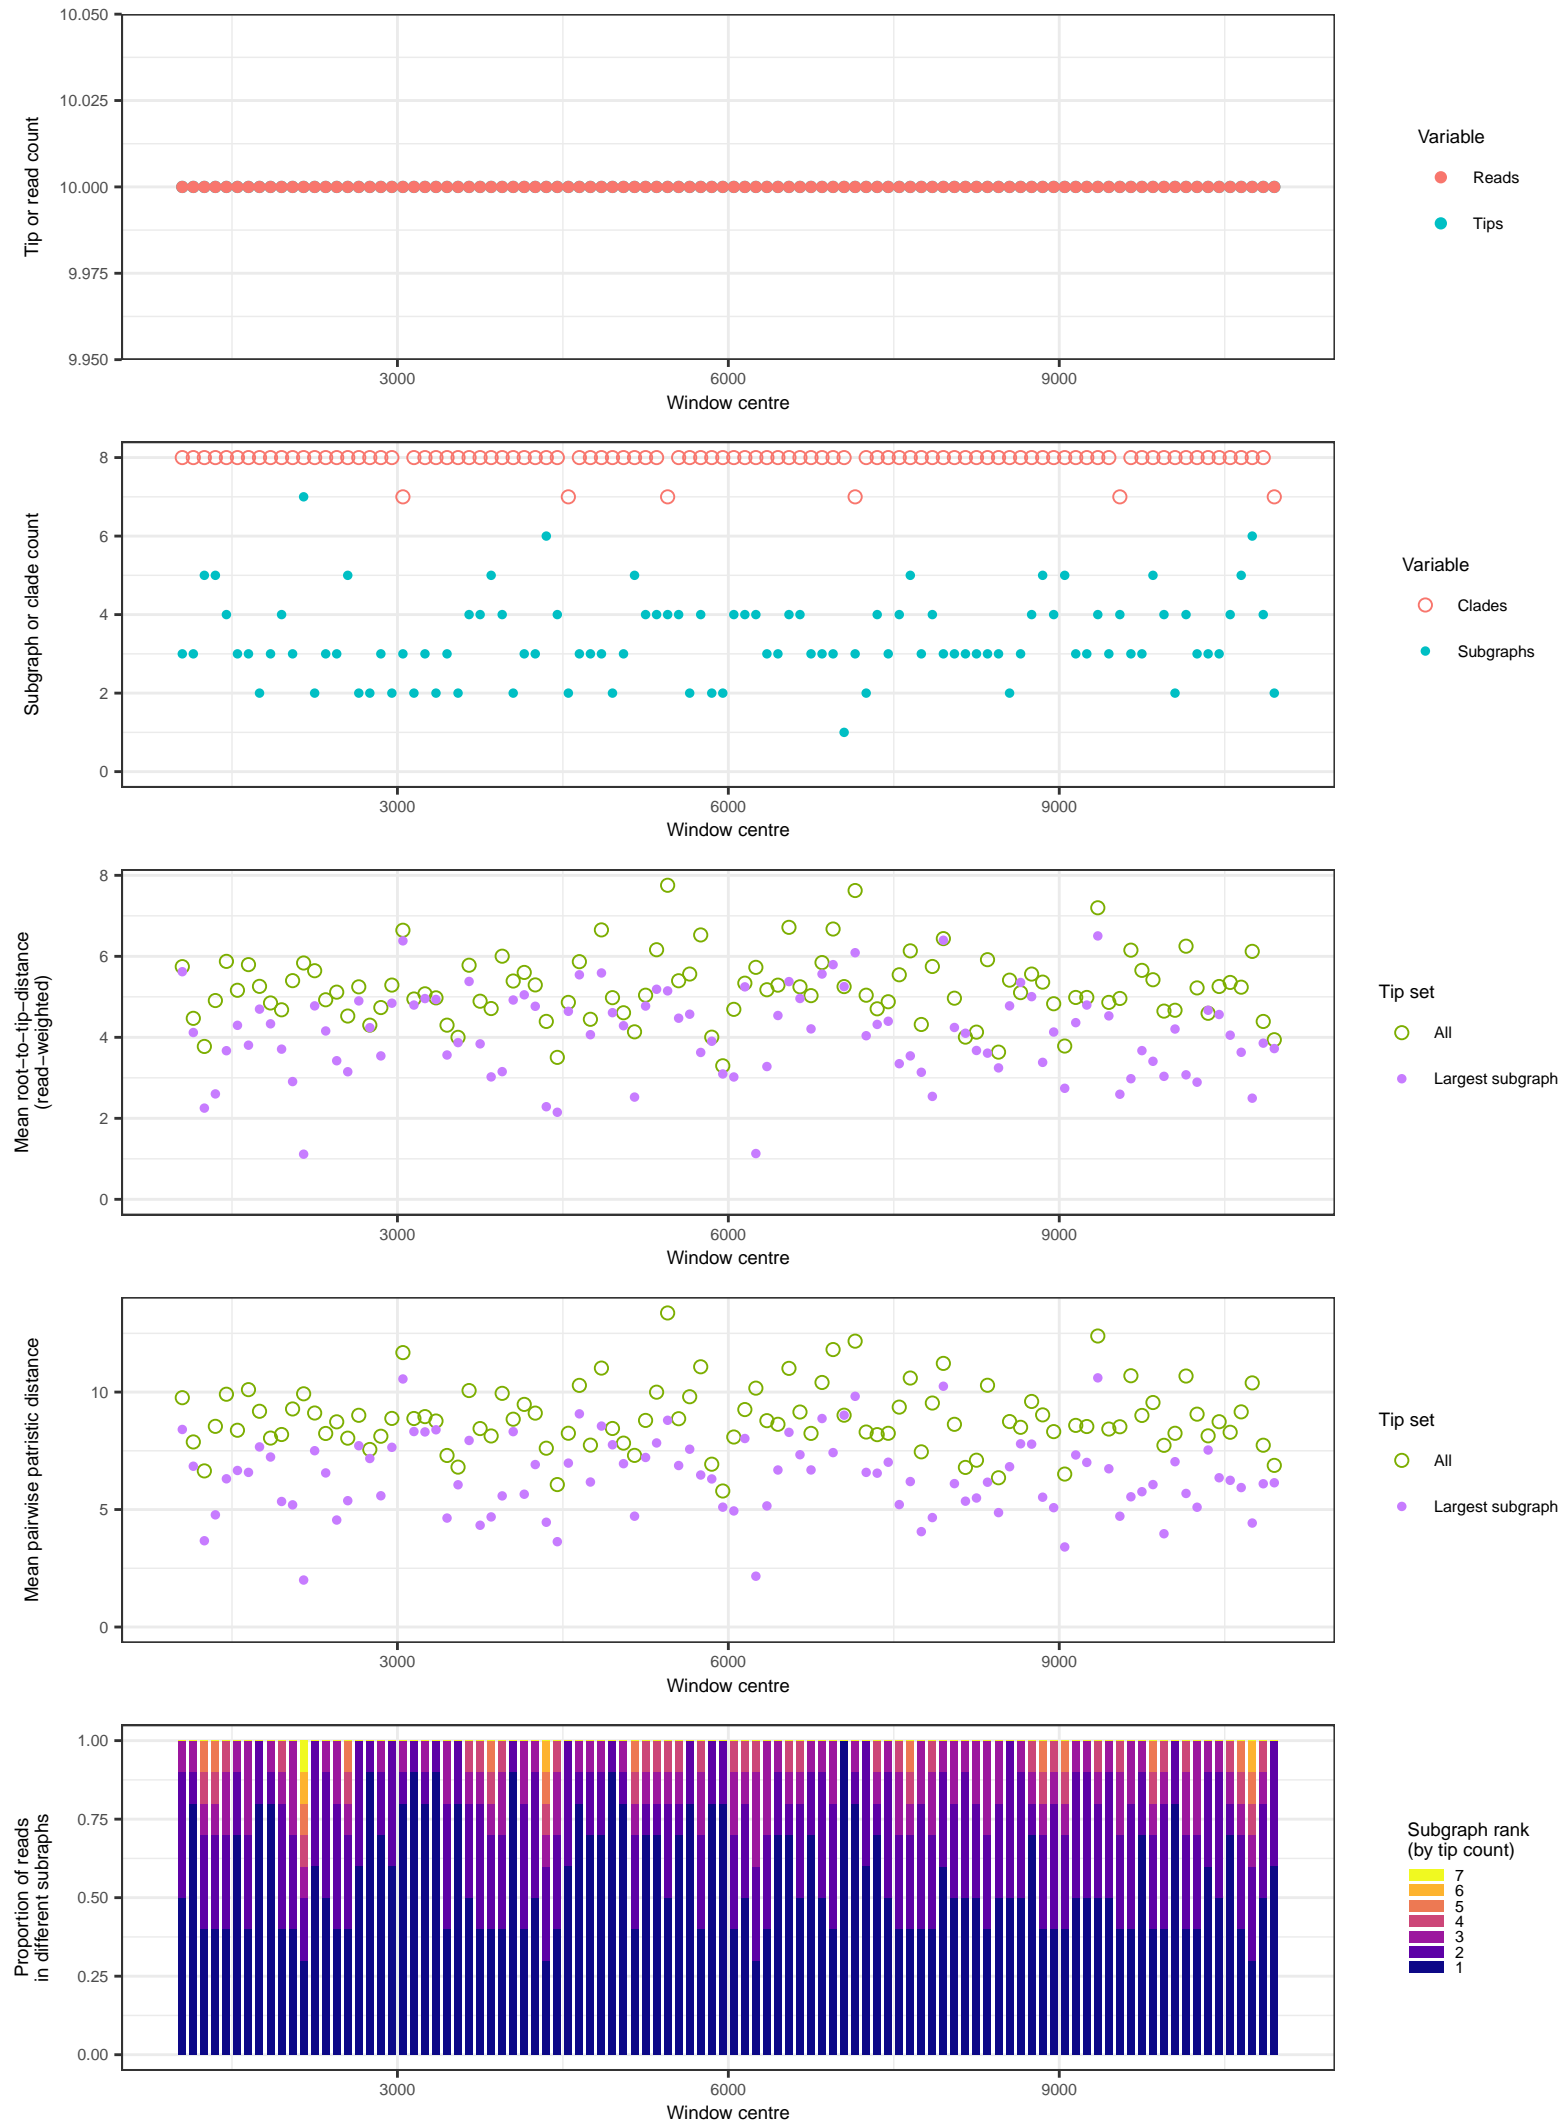 10.050
10.025
10.000
9.975
9.950
Tip or read count
3000
6000
9000
Window centre
Variable
Reads
Tips
8
6
4
2
0
Subgraph or clade count
3000
6000
9000
Window centre
Variable
Clades
Subgraphs
8
6
4
2
0
Mean root−to−tip−distance
(read−weighted)
3000
6000
9000
Window centre
Tip set
All
Largest subgraph
10
5
0
Mean pairwise patristic distance
3000
6000
9000
Window centre
Tip set
All
Largest subgraph
1.00
0.75
0.50
0.25
0.00
Proportion of reads
in different subraphs
3000
6000
9000
Window centre
Subgraph rank
(by tip count)
7
6
5
4
3
2
1